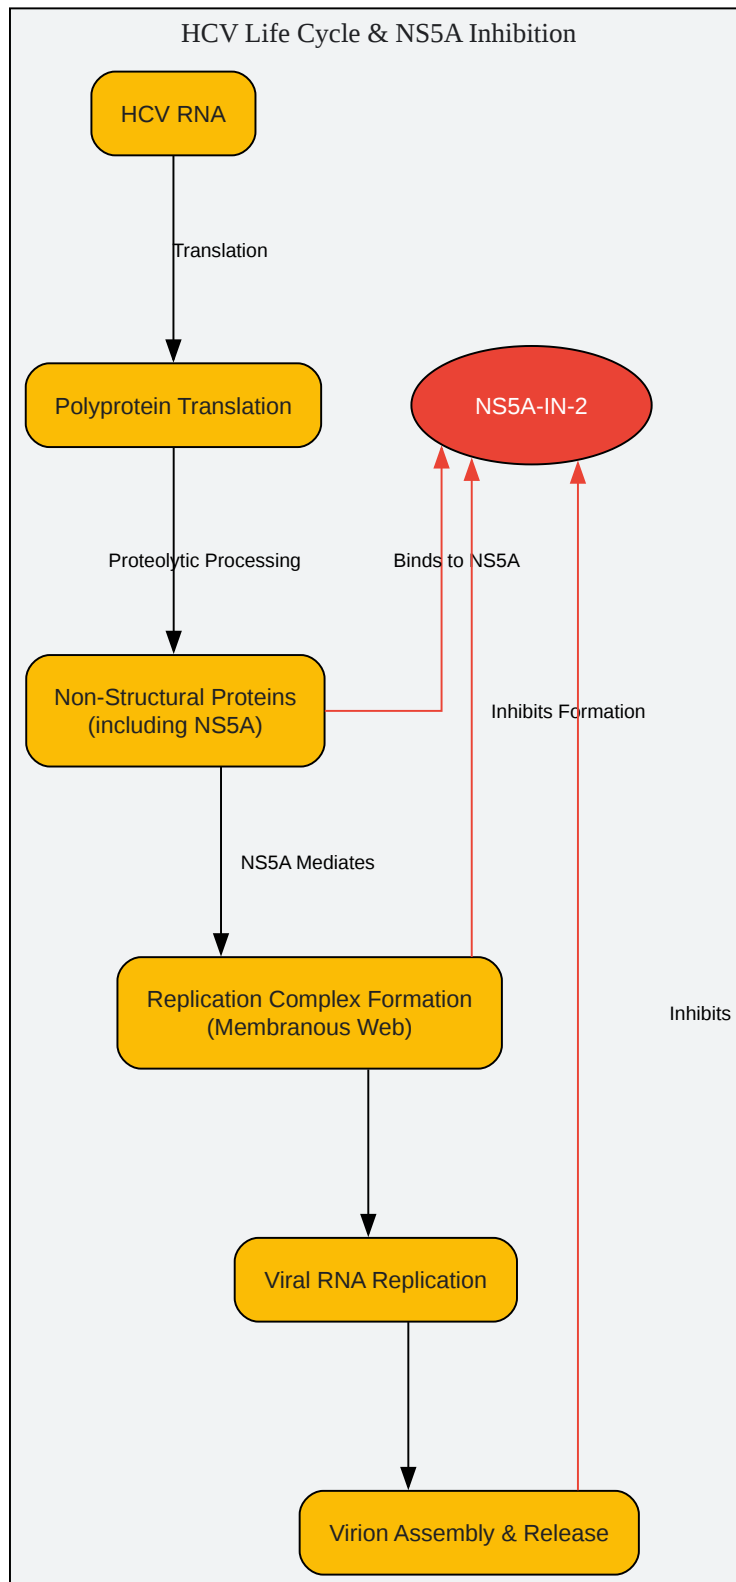 HCV Life Cycle & NS5A Inhibition
HCV RNA
Translation
Polyprotein Translation
NS5A-IN-2
Proteolytic Processing
Binds to NS5A
Non-Structural Proteins
(including NS5A)
Inhibits Formation
NS5A Mediates
Replication Complex Formation
(Membranous Web)
Inhibits
Viral RNA Replication
Virion Assembly & Release